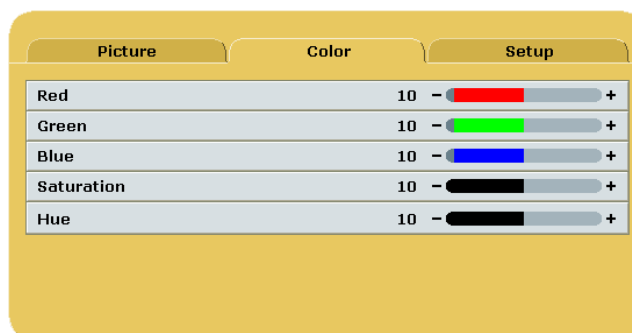 Picture Color Setup
Red 10 - +
Green 10 - +
Blue 10 - +
Saturation 10 - +
Hue 10 - +